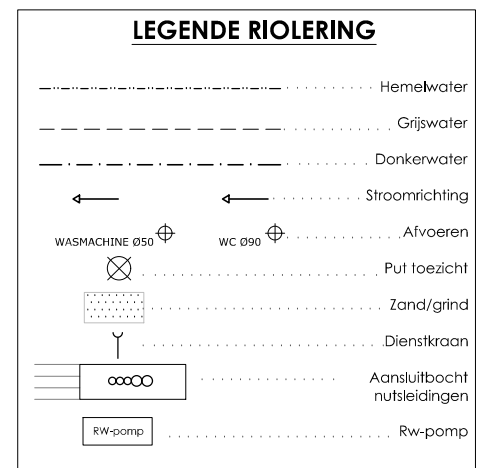 LEGENDE RIOLERING
Hemelwater
Grijswater
Donkerwater
Stroomrichting
WASMACHINE Ø50 WC Ø90 Afvoeren
Put toezicht
Zand/grind
Dienstkraan
Aansluitbocht
nutsleidingen
RW-pomp Rw-pomp